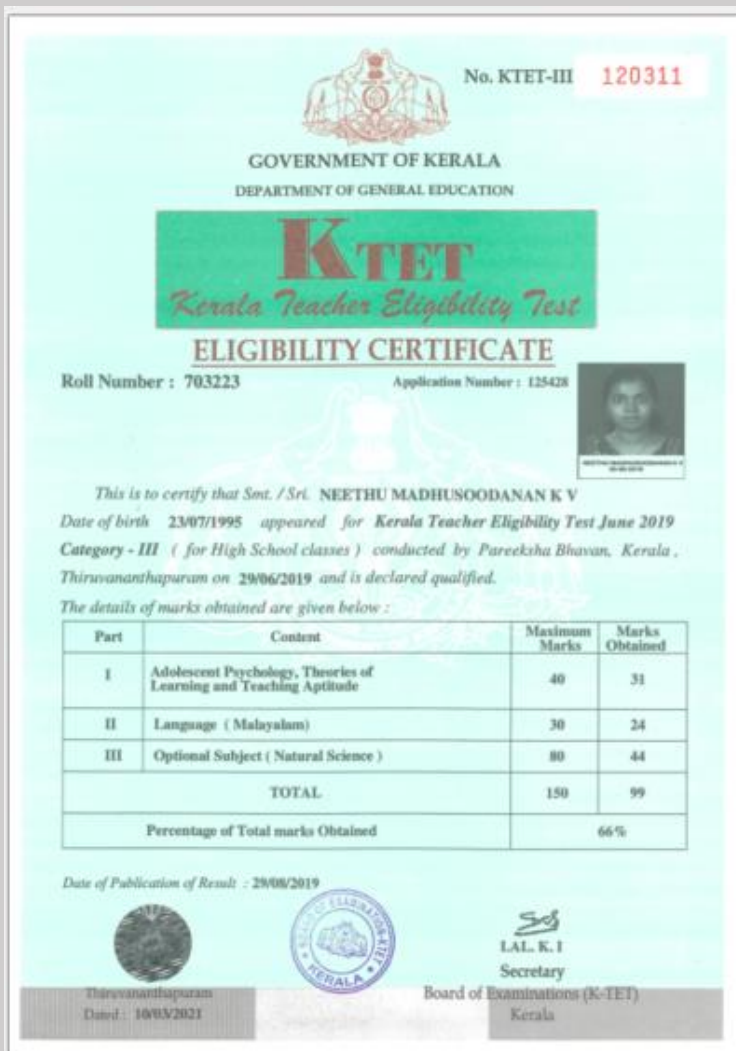 No. KTET-III 120311
GOVERNMENT OF KERALA
DEPARTMENT OF GENERAL EDUCATION
KTET
Kerala Teacher Eligibility Test
ELIGIBILITY CERTIFICATE
Roll Number : 703223 Application Number : 125428
This is to certify that Smt. / Sri. NEETHU MADHUSOODANAN K V
Date of birth 23/07/1995 appeared for Kerala Teacher Eligibility Test June 2019
Category - III ( for High School classes ) conducted by Pareeksha Bhavan, Kerala ,
Thiruvananthapuram on 29/06/2019 and is declared qualified.
The details of marks obtained are given below :
Part Content Maximum Marks Marks Obtained
I Adolescent Psychology, Theories of
Learning and Teaching Aptitude 40 31
II Language ( Malayalam) 30 24
III Optional Subject ( Natural Science ) 80 44
TOTAL 150 99
Percentage of Total marks Obtained 66%
Date of Publication of Result : 29/08/2019
BOARD OF EXAMINATION-KTET
KERALA
LAL. K. I
Secretary
Thiruvananthapuram Board of Examinations (K-TET)
Dated : 10/03/2021 Kerala